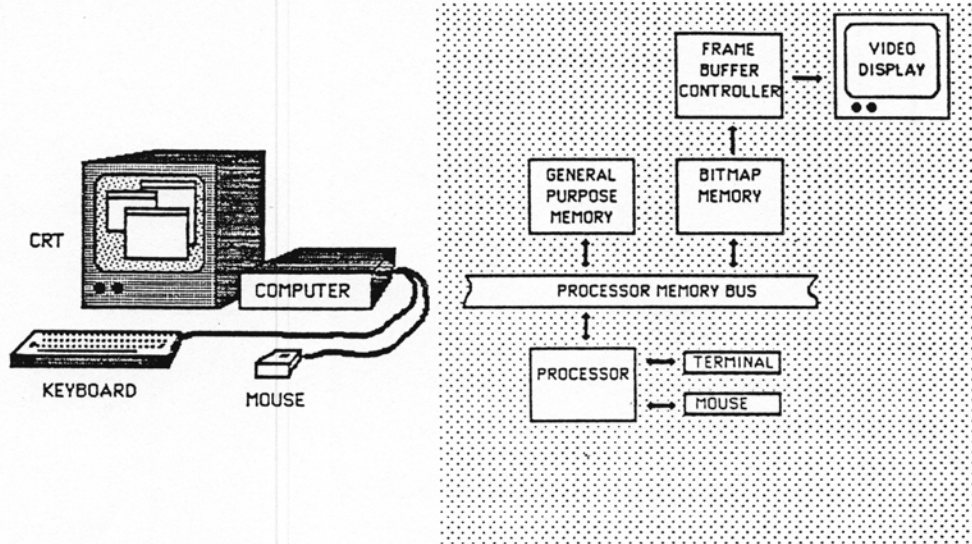 CRT
COMPUTER
KEYBOARD
MOUSE
FRAME
BUFFER
CONTROLLER
VIDEO
DISPLAY
GENERAL
PURPOSE
MEMORY
BITMAP
MEMORY
PROCESSOR MEMORY BUS
PROCESSOR
TERMINAL
MOUSE